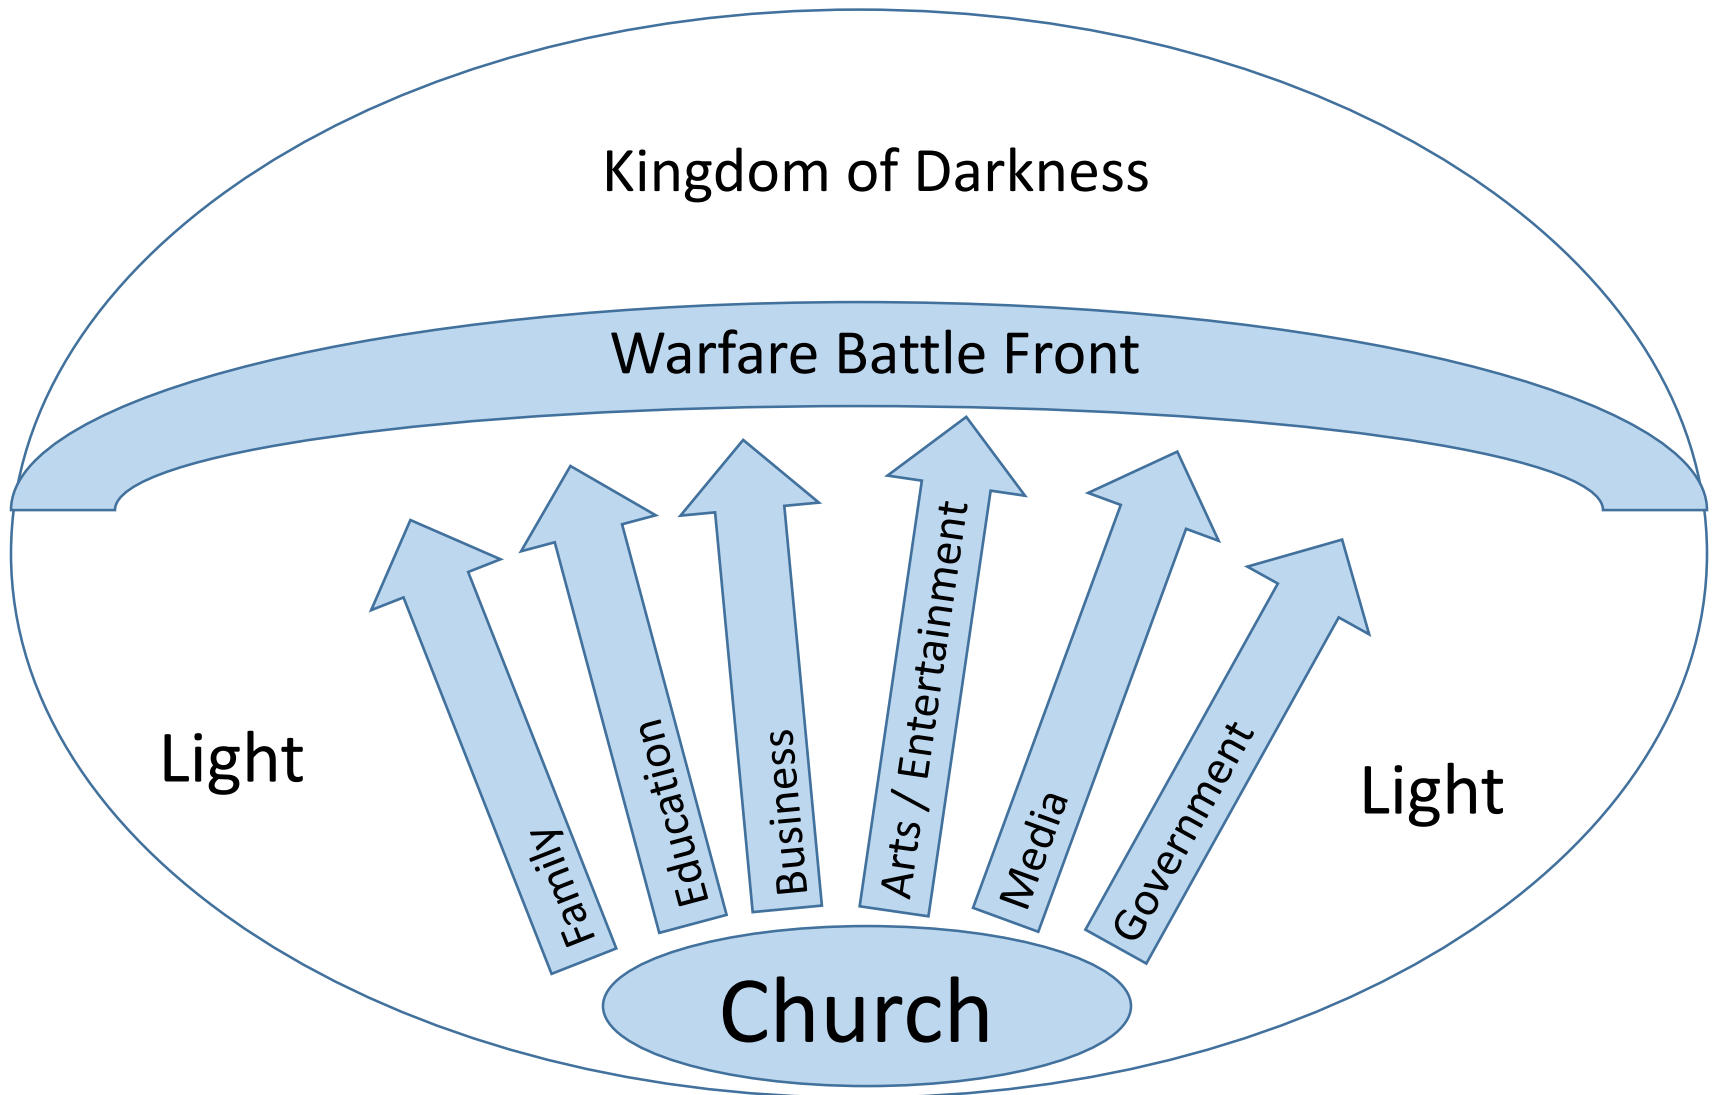 Kingdom of Darkness
Warfare Battle Front
Light
Family
Education
Business
Arts / Entertainment
Media
Government
Light
Church